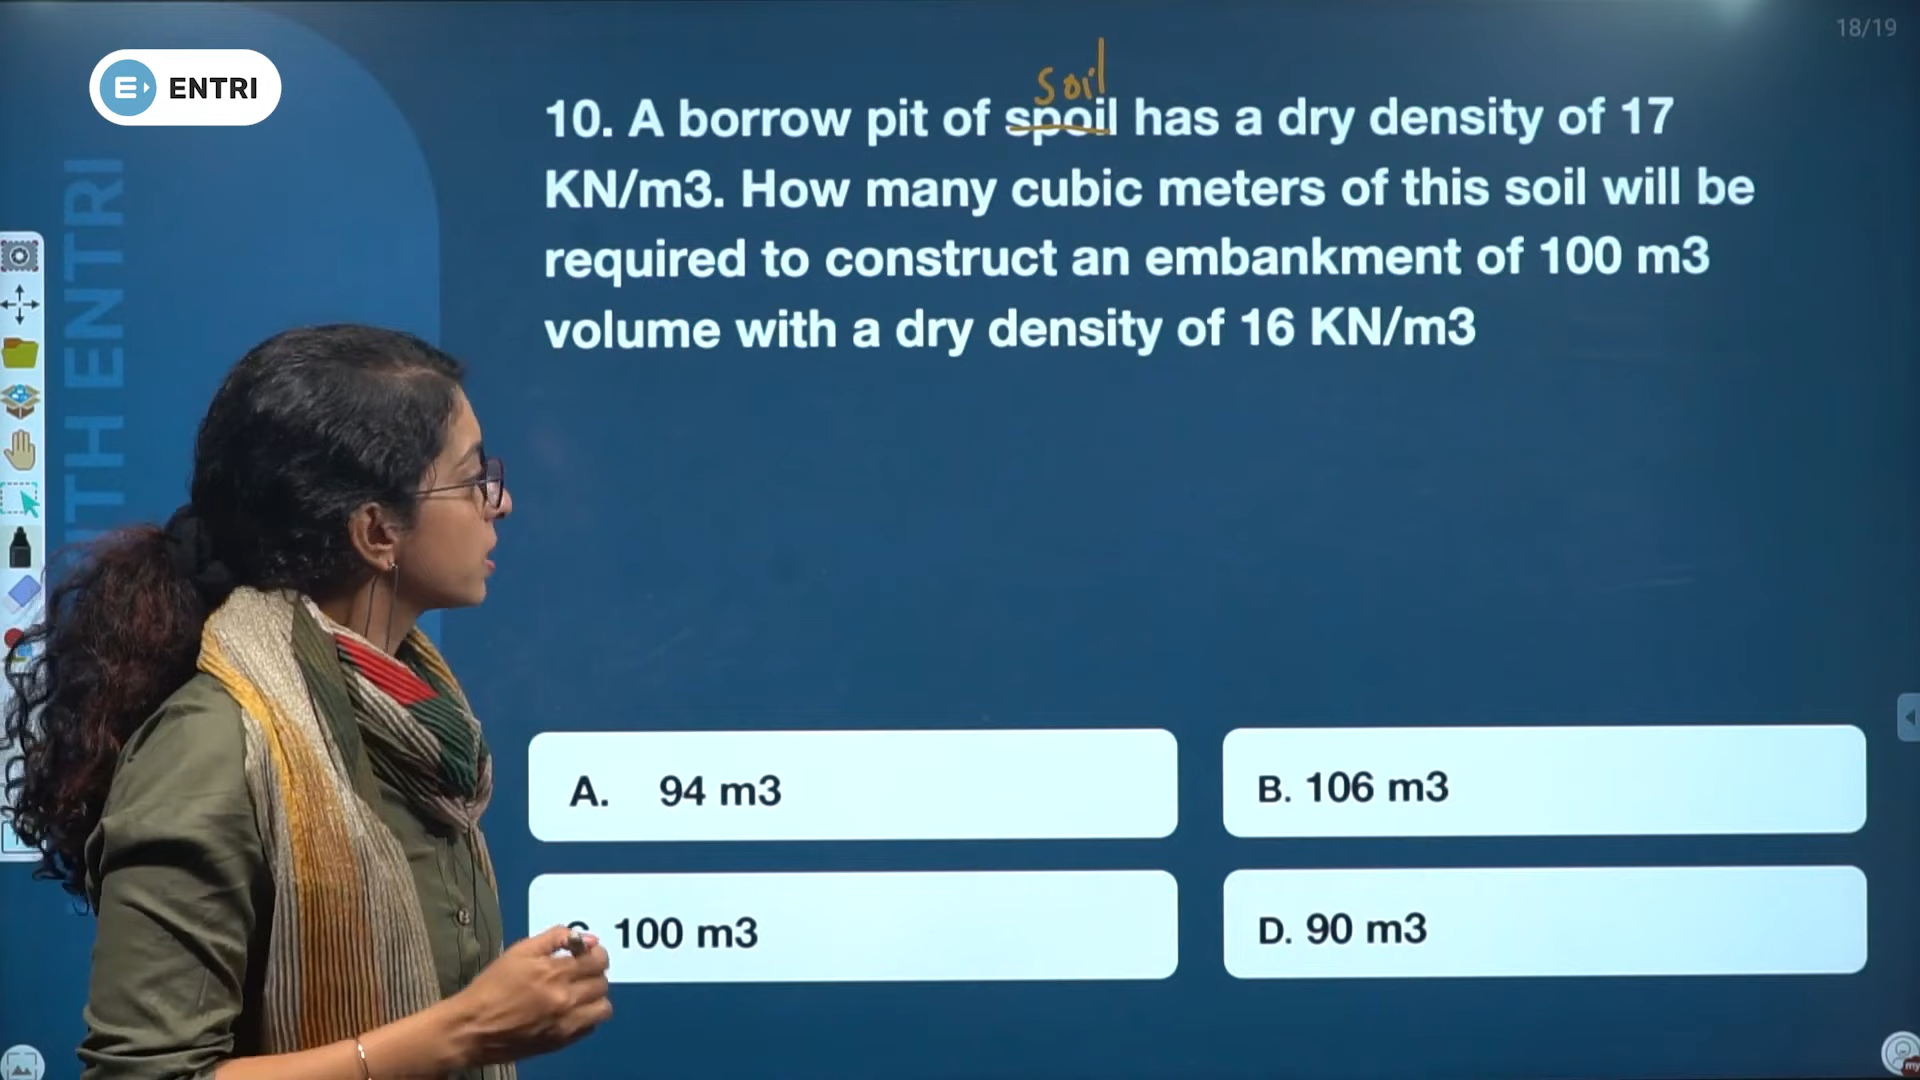 18/19
ENTRI
soil
10. A borrow pit of spoil has a dry density of 17
KN/m3. How many cubic meters of this soil will be
required to construct an embankment of 100 m3
volume with a dry density of 16 KN/m3
ITH ENTRI
A. 94 m3
B. 106 m3
100 m3
D. 90 m3